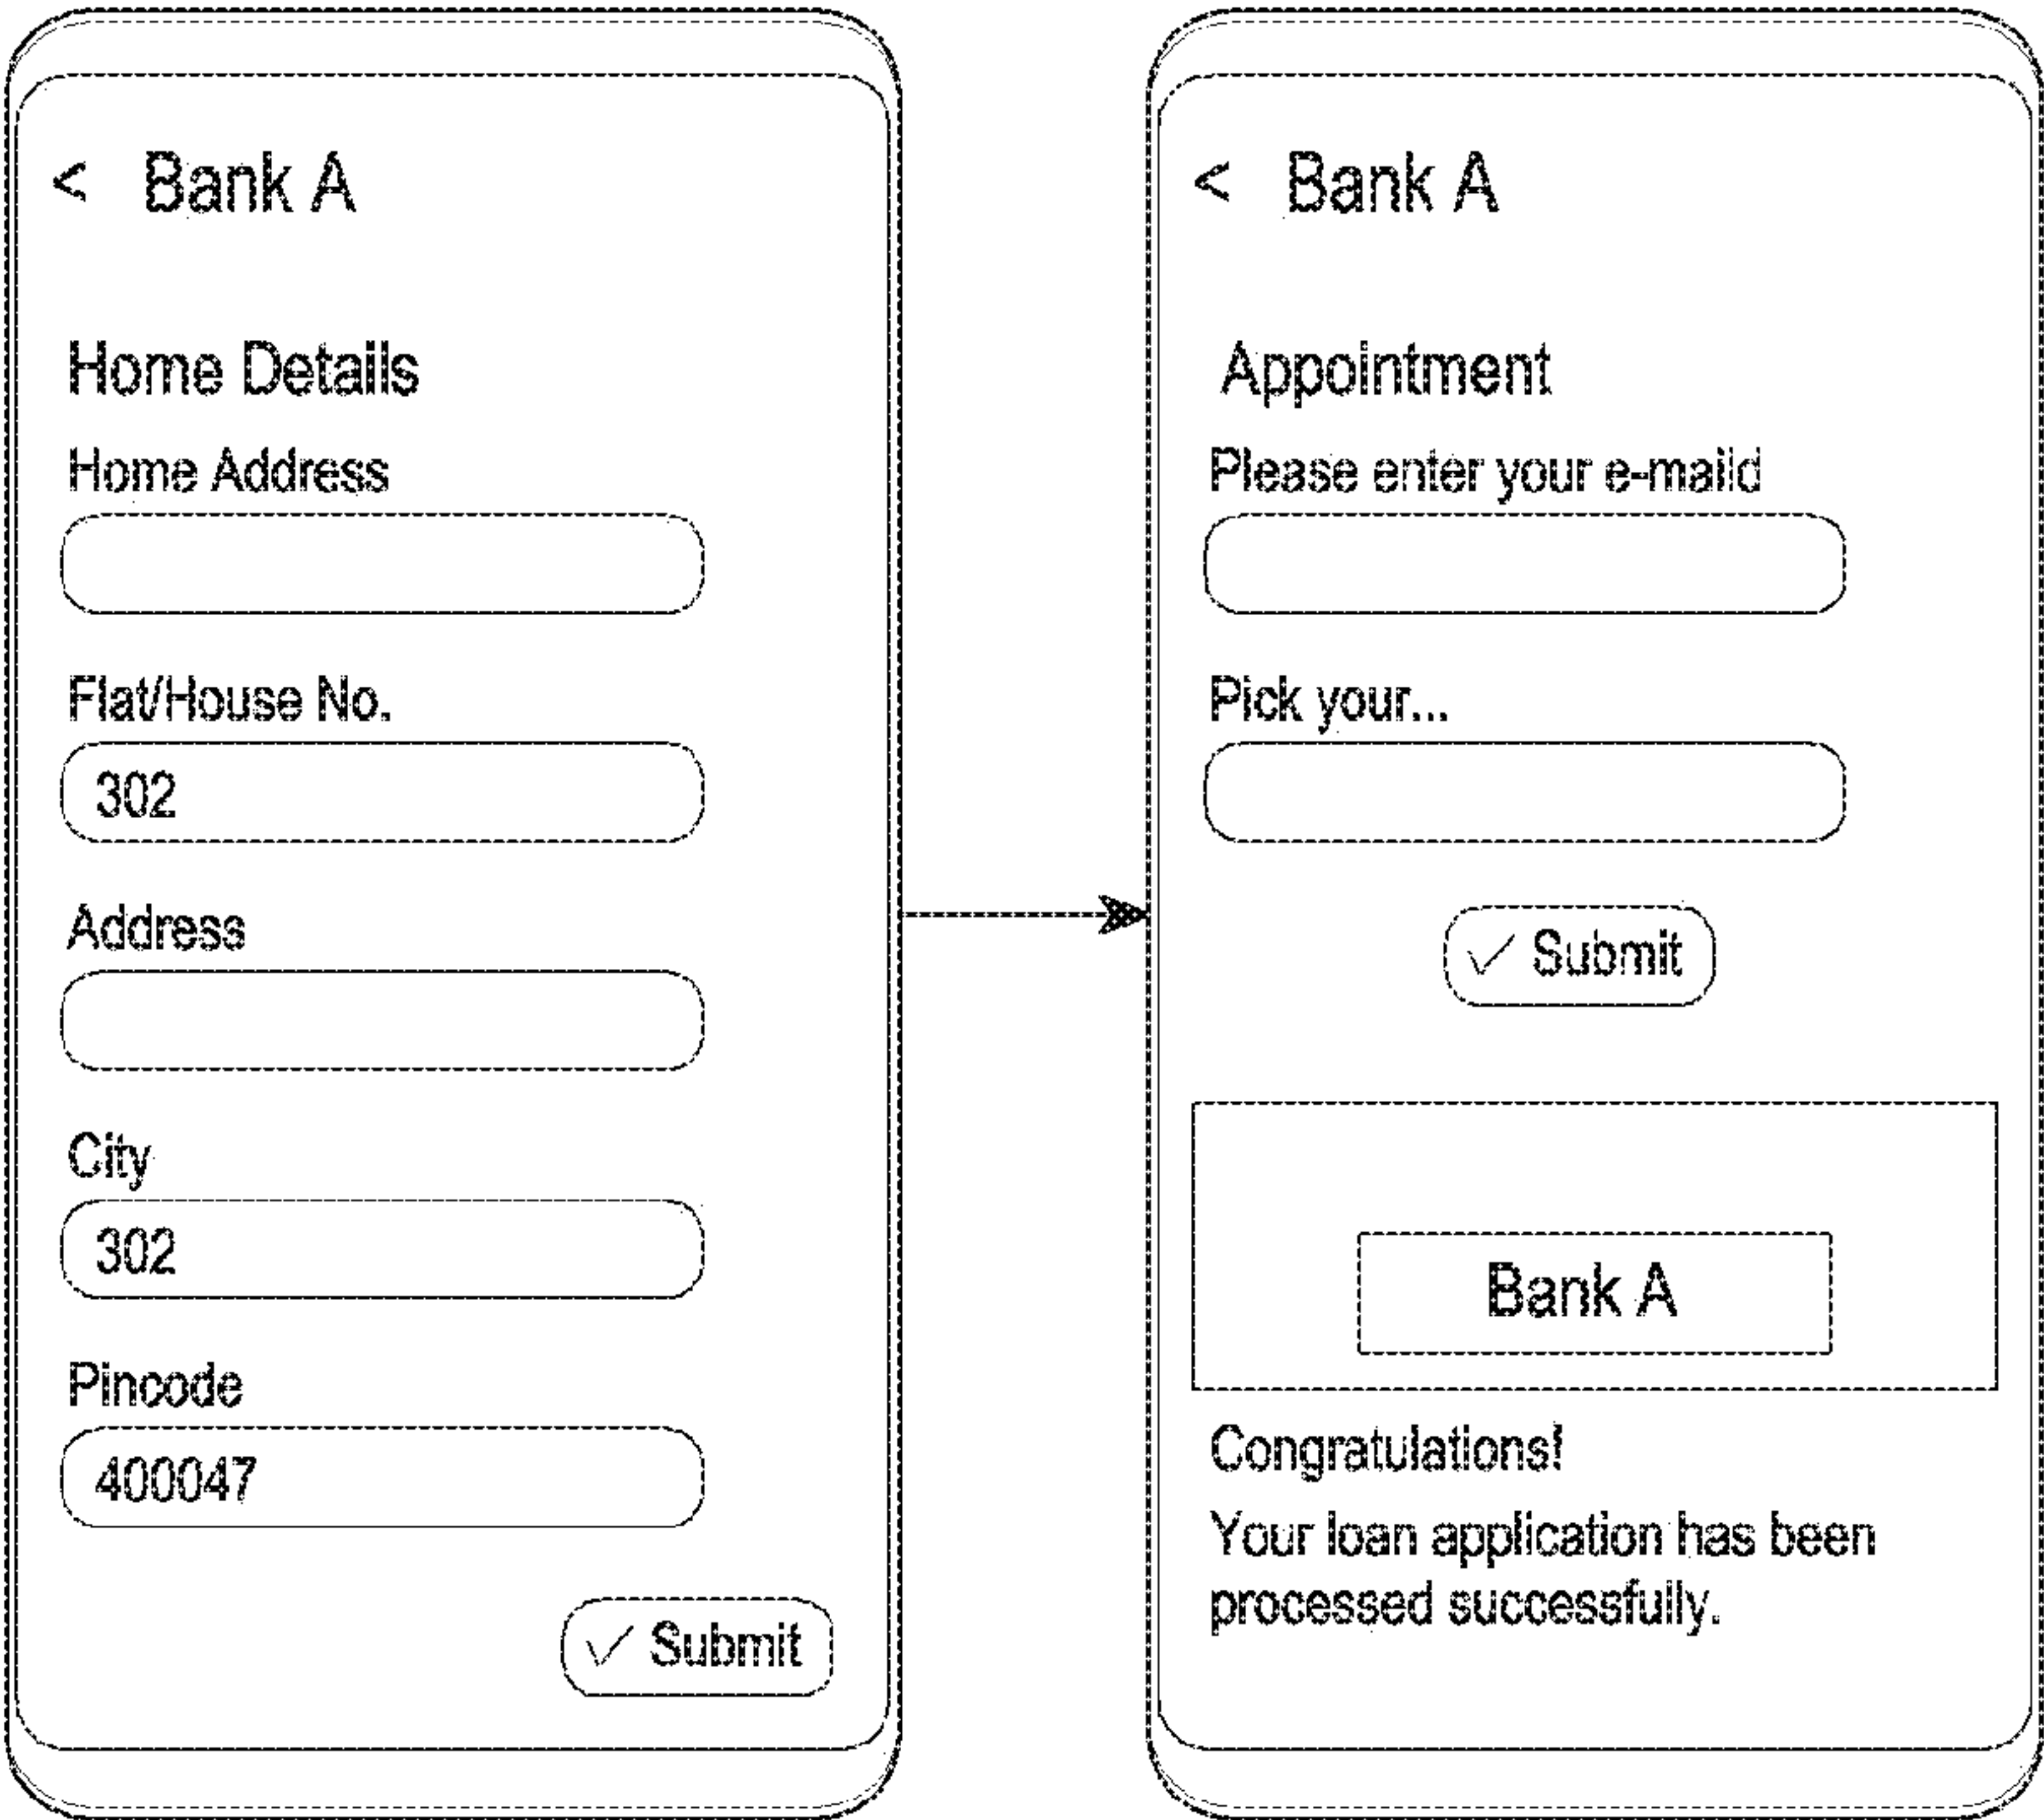 < Bank A
Home Details
Home Address
Flat/House No.
302
Address
City
302
Pincode
400047
✓ Submit
< Bank A
Appointment
Please enter your e-maild
Pick your...
✓ Submit
Bank A
Congratulations!
Your loan application has been
processed successfully.